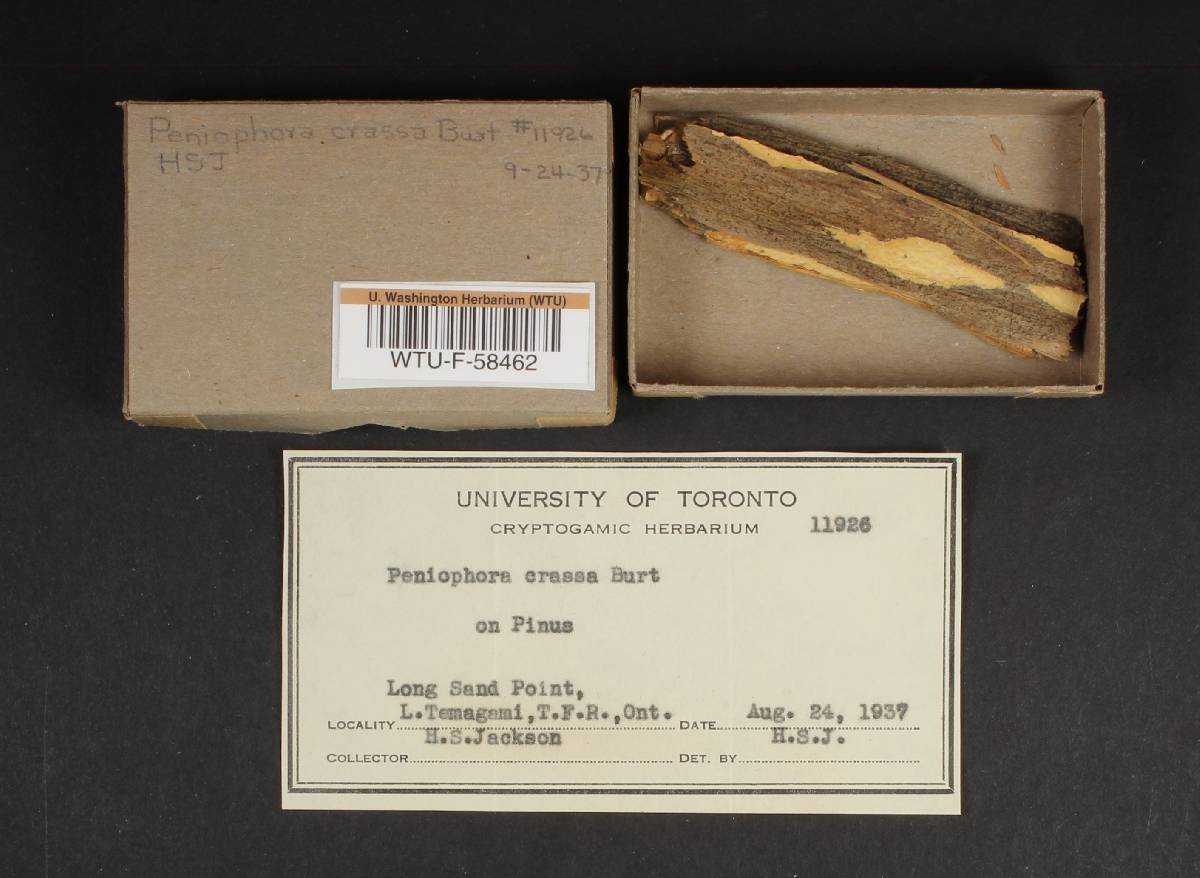 Peniophora crassa Burt #11926
HSJ
9-24-37
U. Washington Herbarium (WTU)
WTU-F-58462
UNIVERSITY OF TORONTO
CRYPTOGAMIC HERBARIUM 11926
Peniophora crassa Burt
on Pinus
Long Sand Point,
LOCALITY L.Temagami,T.F.R.,Ont. DATE Aug. 24, 1937
H.S.Jackson H.S.J.
COLLECTOR DET. BY